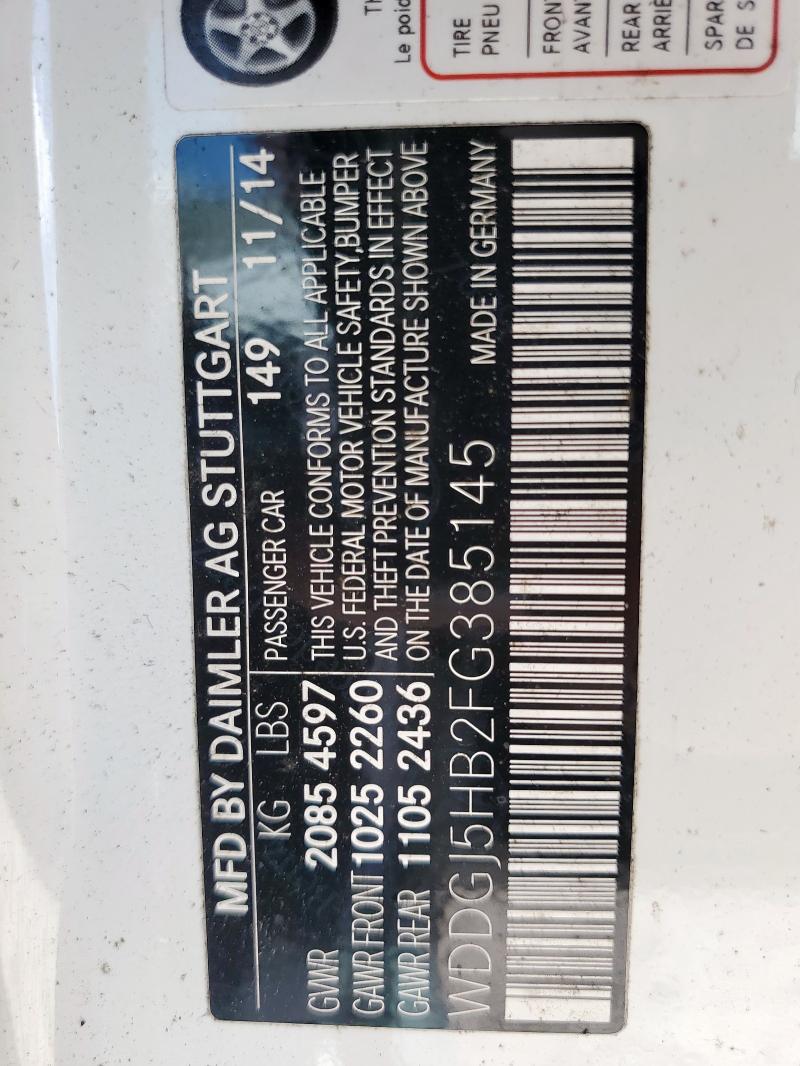 TH
Le poid
TIRE
PNEU
FRONT
AVANT
REAR
ARRIÈ
SPAR
DE S
MFD BY DAIMLER AG STUTTGART
KG LBS PASSENGER CAR 149 11/14
GVWR 2085 4597 THIS VEHICLE CONFORMS TO ALL APPLICABLE
GAWR FRONT 1025 2260 U.S. FEDERAL MOTOR VEHICLE SAFETY,BUMPER
GAWR REAR 1105 2436 AND THEFT PREVENTION STANDARDS IN EFFECT
ON THE DATE OF MANUFACTURE SHOWN ABOVE
WDDGJ5HB2FG385145 MADE IN GERMANY